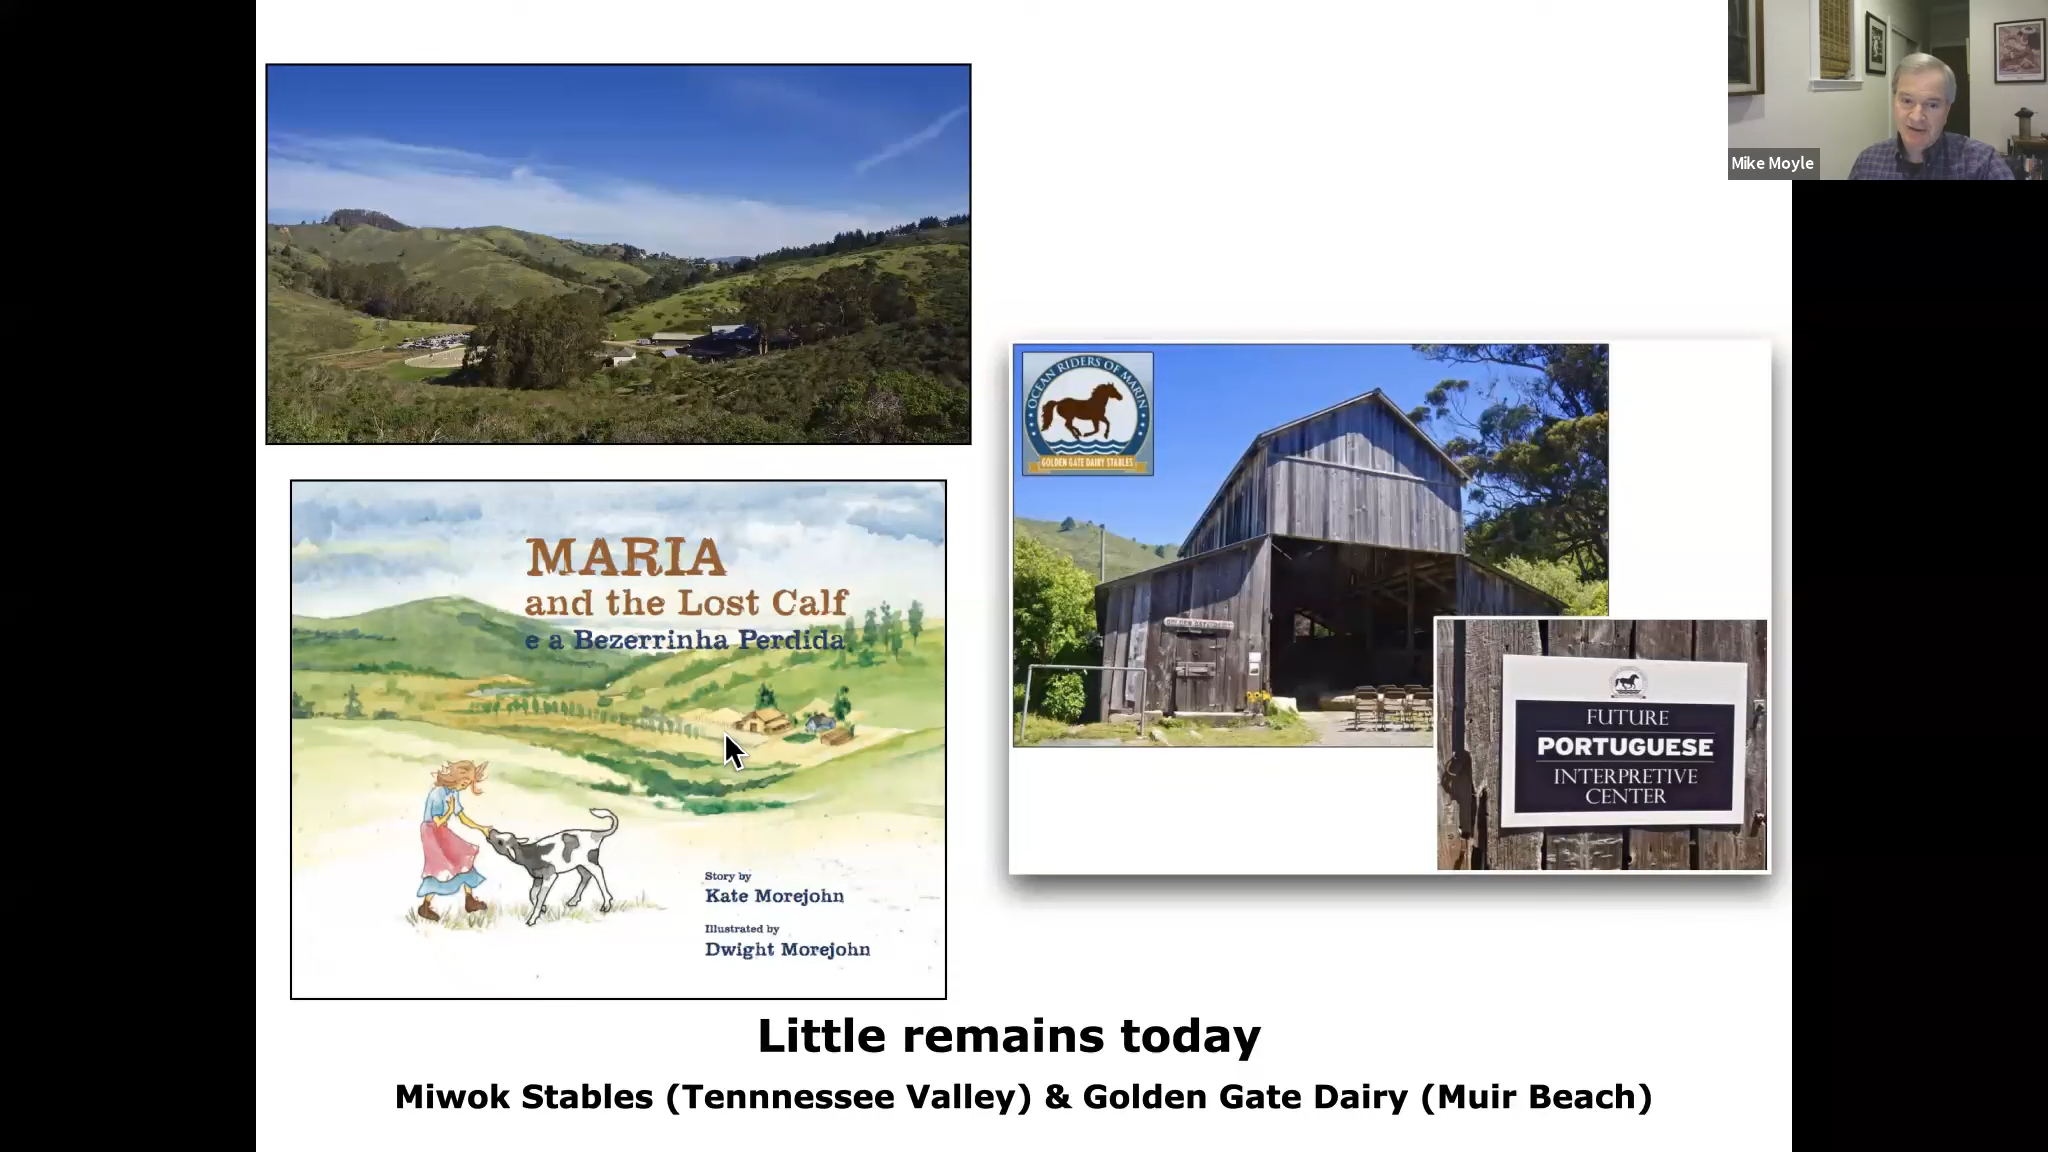 Mike Moyle
OCEAN RIDERS OF MARIN
GOLDEN GATE DAIRY STABLES
MARIA
and the Lost Calf
e a Bezerrinha Perdida
Story by
Kate Morejohn
Illustrated by
Dwight Morejohn
FUTURE
PORTUGUESE
INTERPRETIVE
CENTER
Little remains today
Miwok Stables (Tennnessee Valley) & Golden Gate Dairy (Muir Beach)